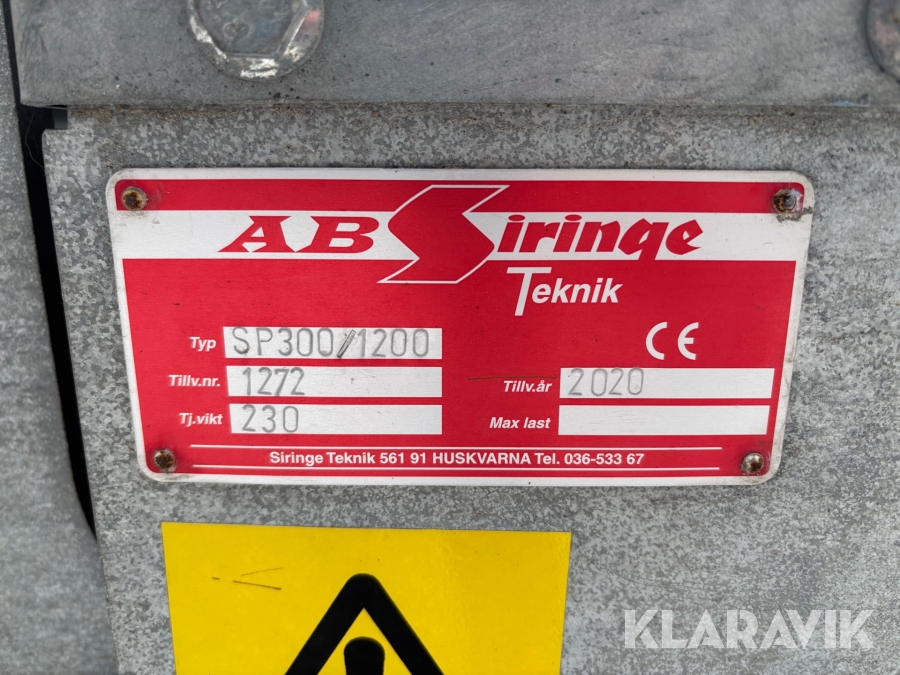 AB Siringe
Teknik
Typ SP300/1200
Tillv.nr. 1272 Tillv.år 2020
Tj.vikt 230 Max last
Siringe Teknik 561 91 HUSKVARNA Tel. 036-533 67
KLARAVIK